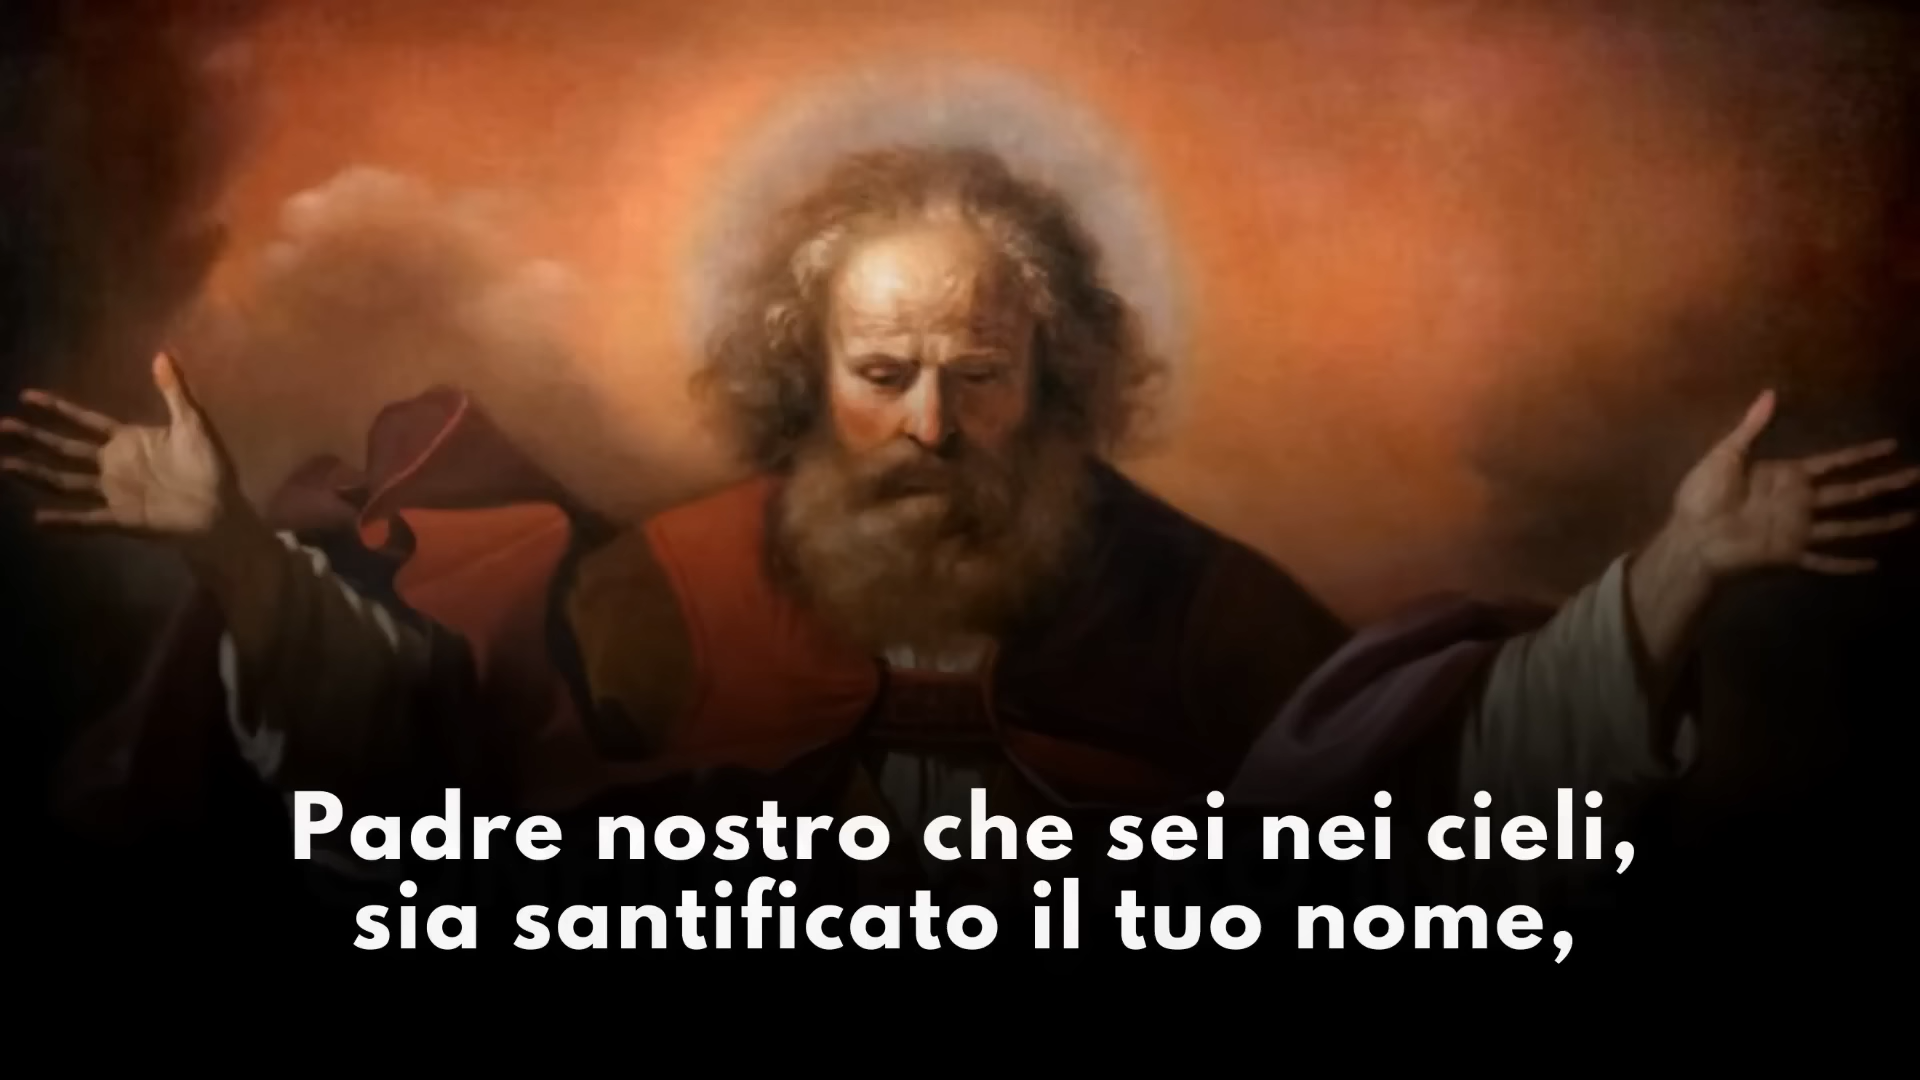 Padre nostro che sei nei cieli,
sia santificato il tuo nome,